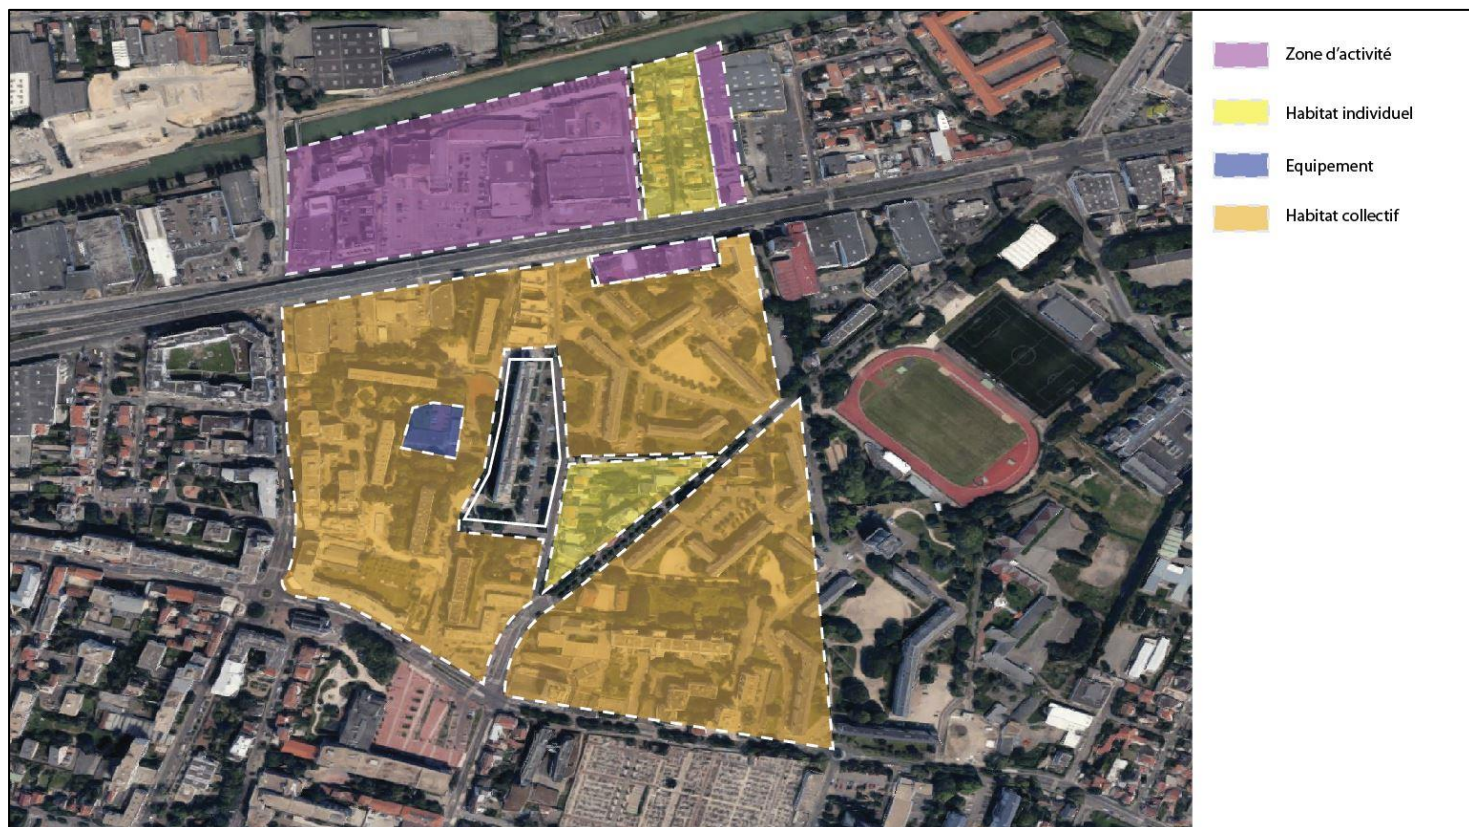 Zone d'activité
Habitat individuel
Equipement
Habitat collectif